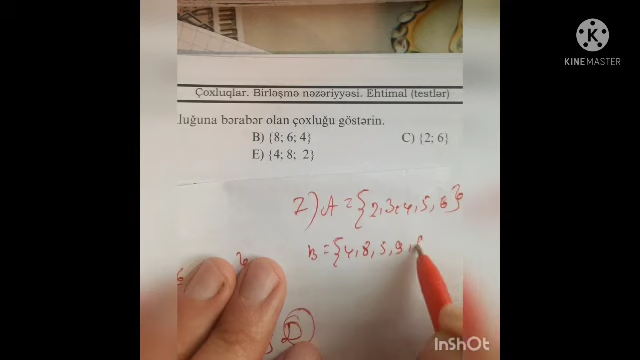 KINEMASTER
Çoxluqlar. Birləşmə nəzəriyyəsi. Ehtimal (testlər)
luğuna bərabər olan çoxluğu göstərin.
B) {8; 6; 4}
C) {2; 6}
E) {4; 8; 2}
2) A = {2, 3, 4, 5, 6}
B = {4, 8, 5, 9,
D
InShOt